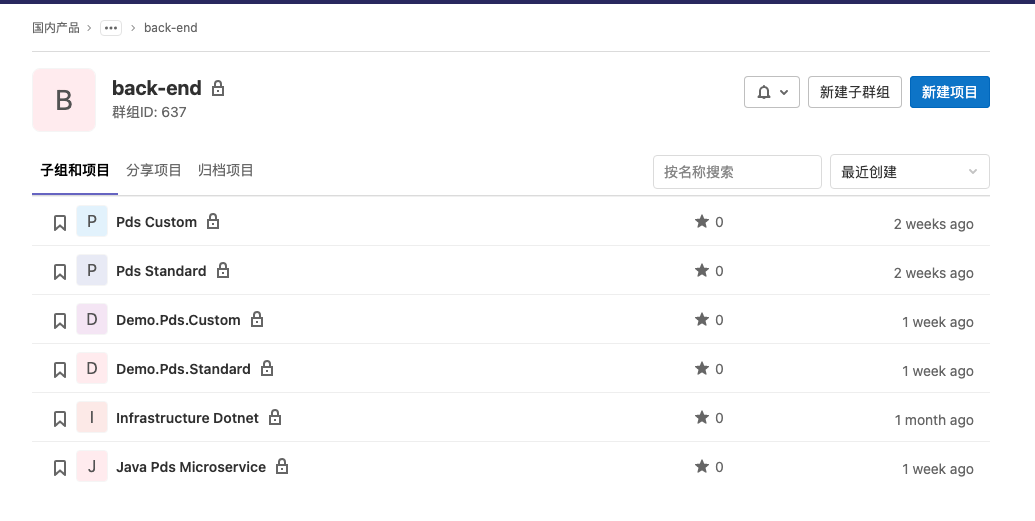 国内产品 › ••• › back-end
B
back-end
群组ID: 637
新建子群组
新建项目
子组和项目 分享项目 归档项目
按名称搜索
最近创建
P Pds Custom 0 2 weeks ago
P Pds Standard 0 2 weeks ago
D Demo.Pds.Custom 0 1 week ago
D Demo.Pds.Standard 0 1 week ago
I Infrastructure Dotnet 0 1 month ago
J Java Pds Microservice 0 1 week ago